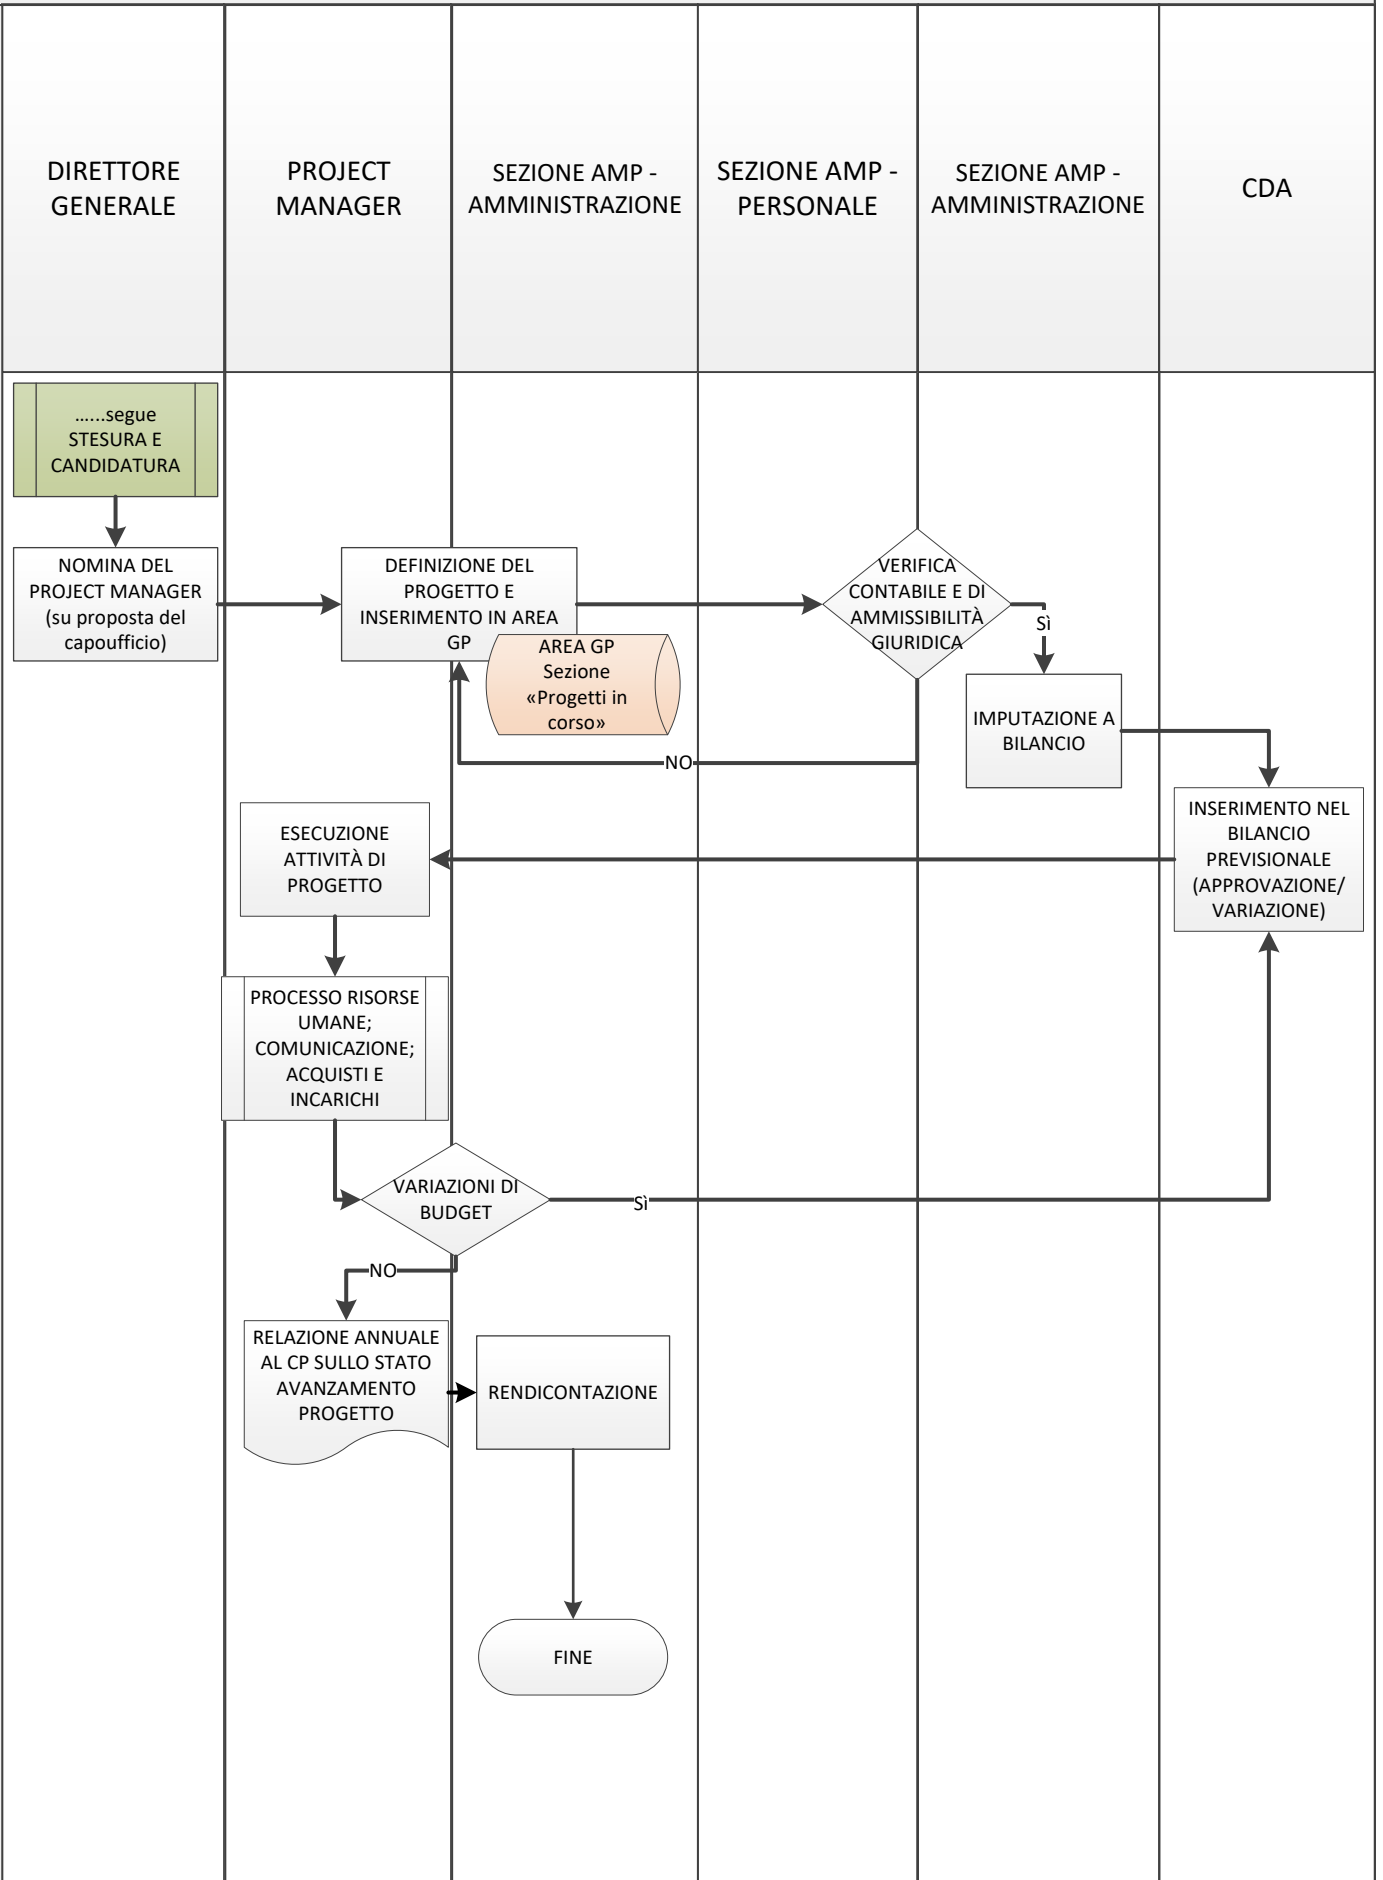 DIRETTORE
GENERALE
PROJECT
MANAGER
SEZIONE AMP -
AMMINISTRAZIONE
SEZIONE AMP -
PERSONALE
SEZIONE AMP -
AMMINISTRAZIONE
CDA
…...segue
STESURA E
CANDIDATURA
NOMINA DEL
PROJECT MANAGER
(su proposta del
capoufficio)
DEFINIZIONE DEL
PROGETTO E
INSERIMENTO IN AREA
GP
AREA GP
Sezione
«Progetti in
corso»
VERIFICA
CONTABILE E DI
AMMISSIBILITÀ
GIURIDICA
Sì
NO
IMPUTAZIONE A
BILANCIO
INSERIMENTO NEL
BILANCIO
PREVISIONALE
(APPROVAZIONE/
VARIAZIONE)
ESECUZIONE
ATTIVITÀ DI
PROGETTO
PROCESSO RISORSE
UMANE;
COMUNICAZIONE;
ACQUISTI E
INCARICHI
VARIAZIONI DI
BUDGET
Sì
NO
RELAZIONE ANNUALE
AL CP SULLO STATO
AVANZAMENTO
PROGETTO
RENDICONTAZIONE
FINE